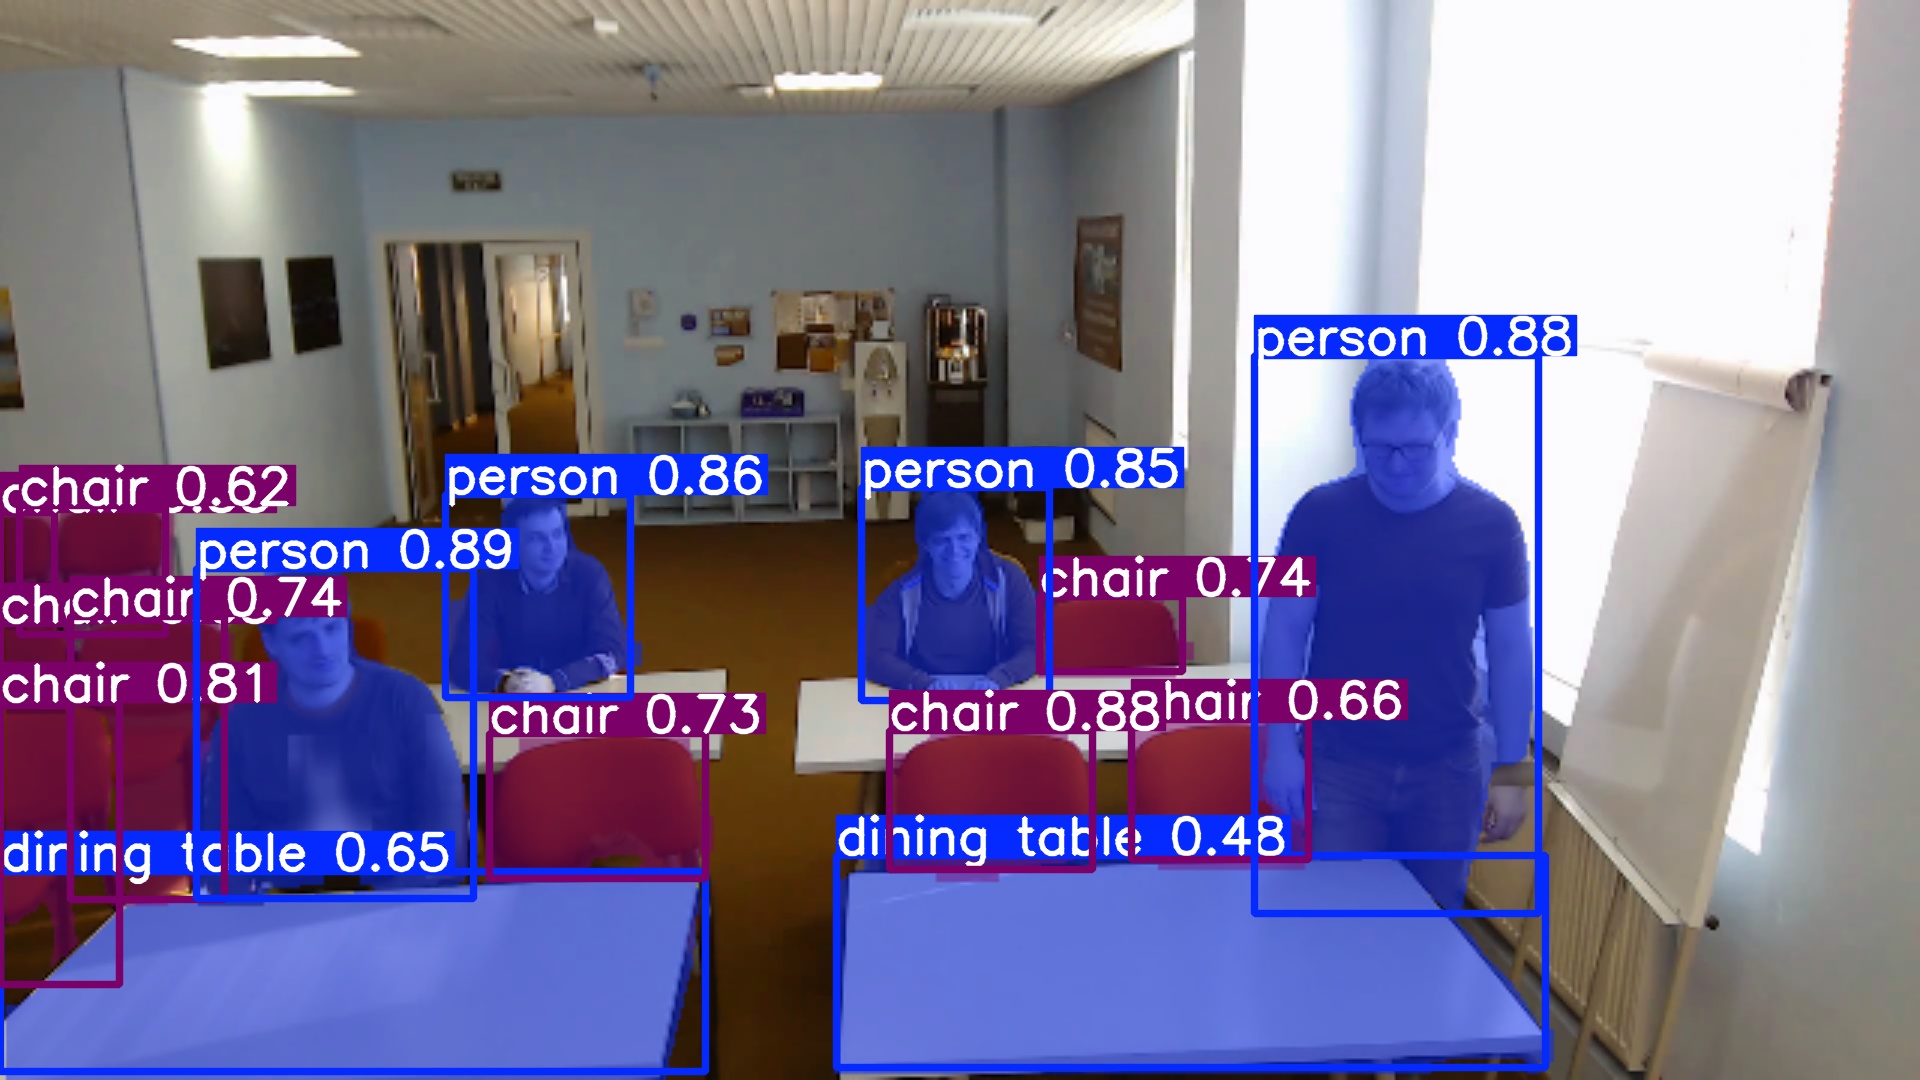 person 0.88
person 0.86
person 0.85
chair 0.62
person 0.89
chair 0.74
chair 0.74
chair 0.81
chair 0.73
chair 0.88
hair 0.66
dining table 0.65
dining table 0.48